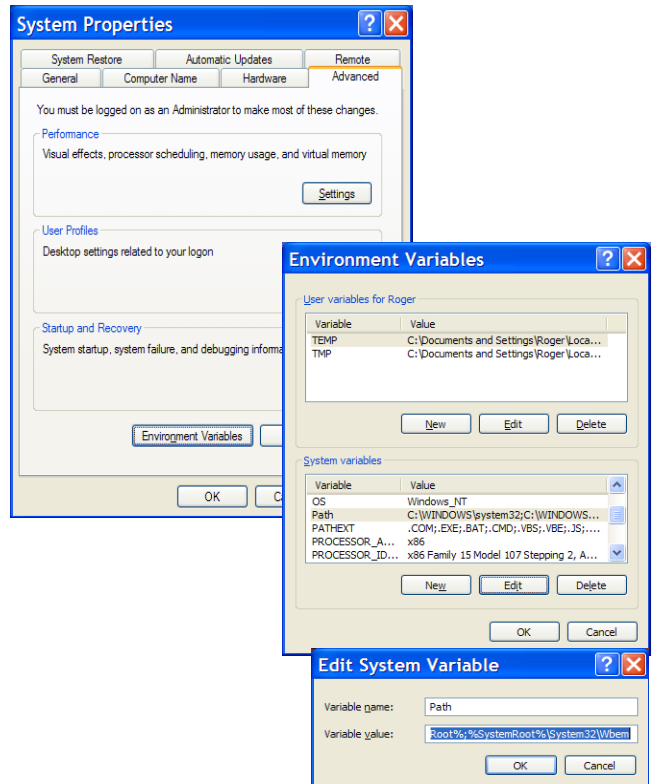 System Properties
System Restore Automatic Updates Remote
General Computer Name Hardware Advanced
You must be logged on as an Administrator to make most of these changes.
Performance
Visual effects, processor scheduling, memory usage, and virtual memory
Settings
User Profiles
Desktop settings related to your logon
Startup and Recovery
System startup, system failure, and debugging informa
Environment Variables
OK Ca
Environment Variables
User variables for Roger
Variable Value
TEMP C:\Documents and Settings\Roger\Loca...
TMP C:\Documents and Settings\Roger\Loca...
New Edit Delete
System variables
Variable Value
OS Windows_NT
Path C:\WINDOWS\system32;C:\WINDOWS...
PATHEXT .COM;.EXE;.BAT;.CMD;.VBS;.VBE;.JS;....
PROCESSOR_A... x86
PROCESSOR_ID... x86 Family 15 Model 107 Stepping 2, A...
New Edit Delete
OK Cancel
Edit System Variable
Variable name: Path
Variable value: Root%;%SystemRoot%\System32\Wbem
OK Cancel